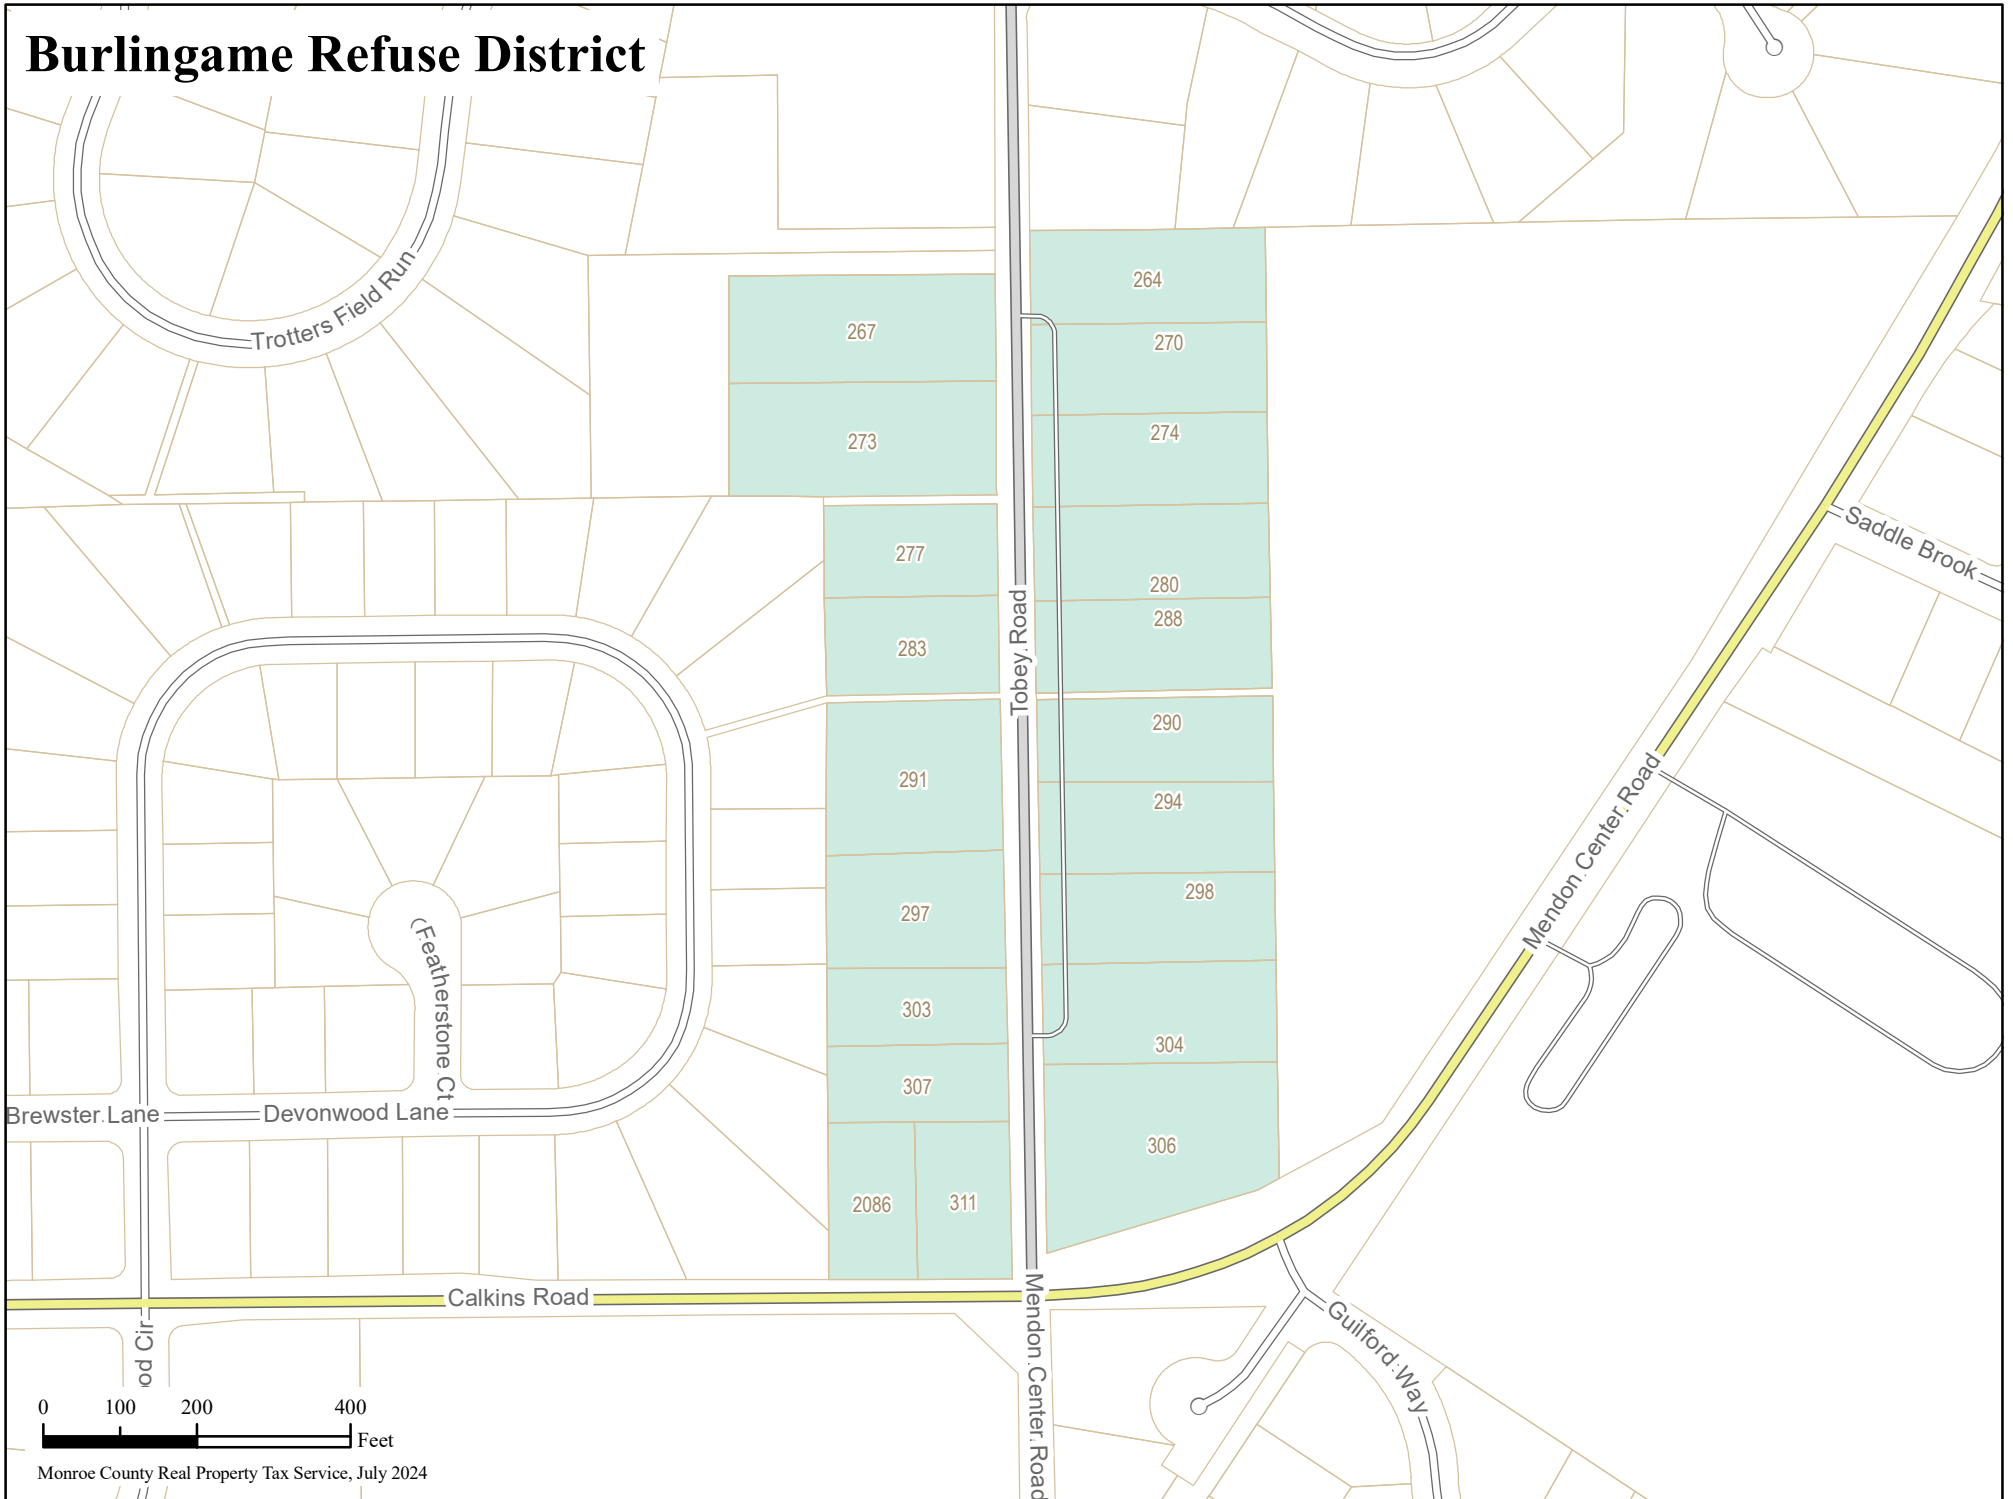 Burlingame Refuse District
Trotters Field Run
264
267
270
273
274
277
280
288
283
Tobey Road
290
291
294
298
297
303
304
307
306
2086
311
Saddle Brook
Mendon Center Road
Featherstone Ct
Brewster Lane
Devonwood Lane
Calkins Road
Mendon Center Road
Guilford Way
od Cir
0 100 200 400
Feet
Monroe County Real Property Tax Service, July 2024